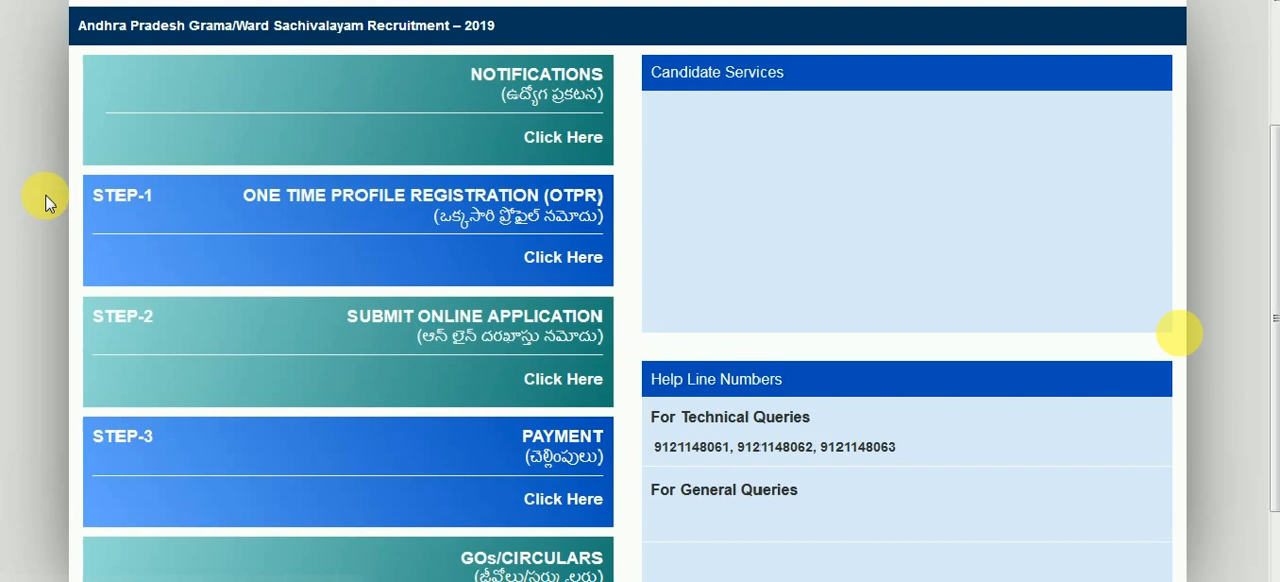 Andhra Pradesh Grama/Ward Sachivalayam Recruitment – 2019
NOTIFICATIONS
(ఉద్యోగ ప్రకటన)
Click Here
STEP-1 ONE TIME PROFILE REGISTRATION (OTPR)
(ఒక్కసారి ప్రోఫైల్ నమోదు)
Click Here
STEP-2 SUBMIT ONLINE APPLICATION
(ఆన్ లైన్ దరఖాస్తు నమోదు)
Click Here
STEP-3 PAYMENT
(చెల్లింపులు)
Click Here
GOs/CIRCULARS
Candidate Services
Help Line Numbers
For Technical Queries
9121148061, 9121148062, 9121148063
For General Queries